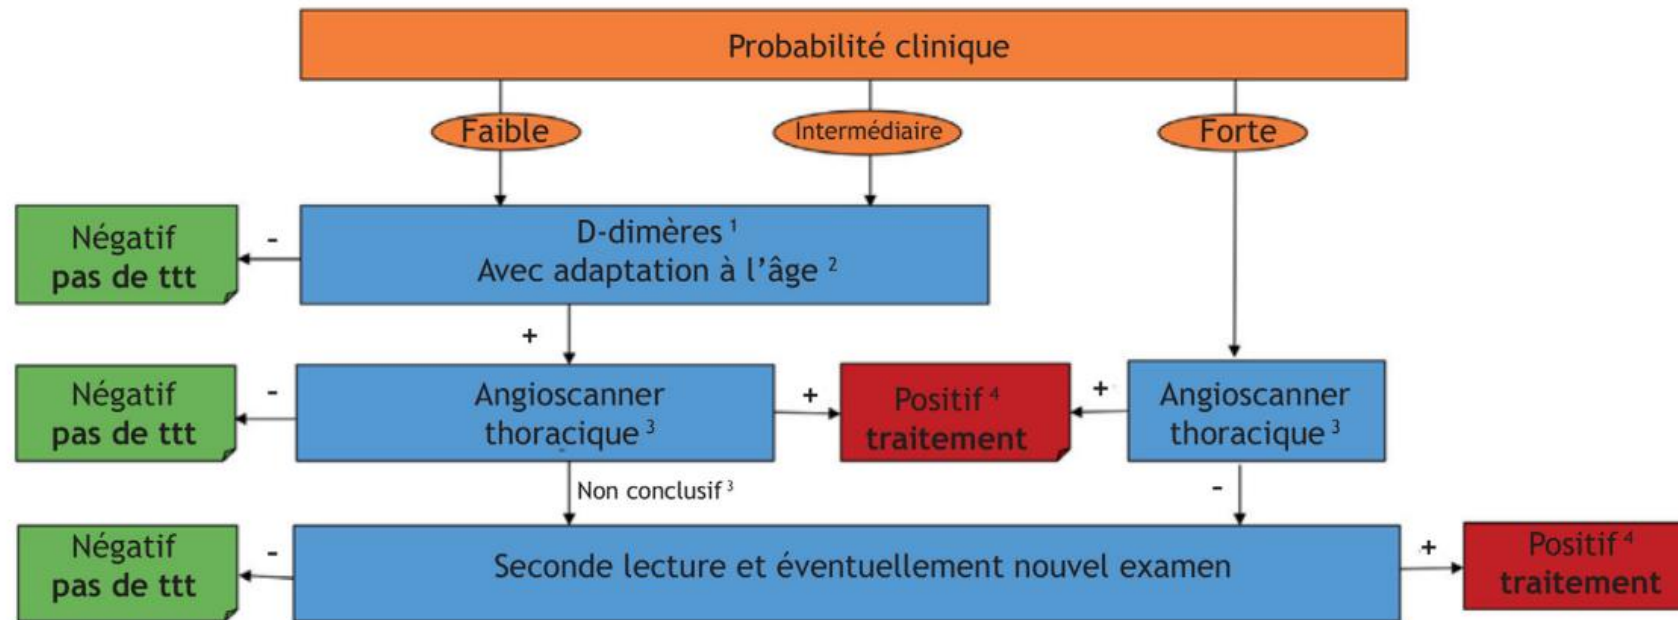 Probabilité clinique
Faible
Intermédiaire
Forte
Négatif
pas de ttt
-
D-dimères ¹
Avec adaptation à l’âge ²
+
Négatif
pas de ttt
-
Angioscanner
thoracique ³
+
Positif ⁴
traitement
+
Angioscanner
thoracique ³
Non conclusif ³
-
Négatif
pas de ttt
-
Seconde lecture et éventuellement nouvel examen
+
Positif ⁴
traitement